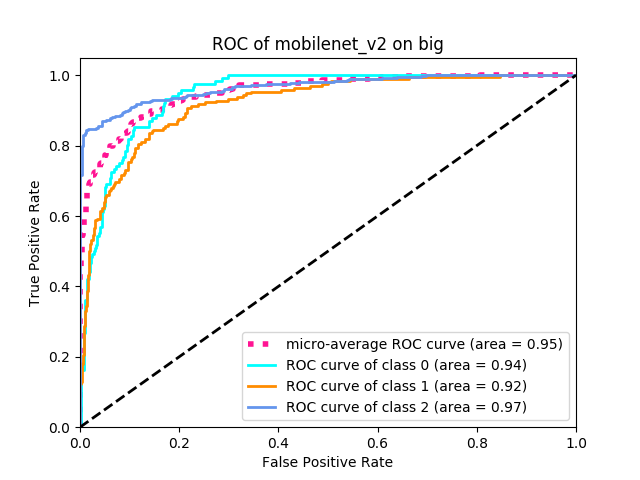 ROC of mobilenet_v2 on big
True Positive Rate
1.0
0.8
0.6
0.4
0.2
0.0
micro-average ROC curve (area = 0.95)
ROC curve of class 0 (area = 0.94)
ROC curve of class 1 (area = 0.92)
ROC curve of class 2 (area = 0.97)
0.0 0.2 0.4 0.6 0.8 1.0
False Positive Rate